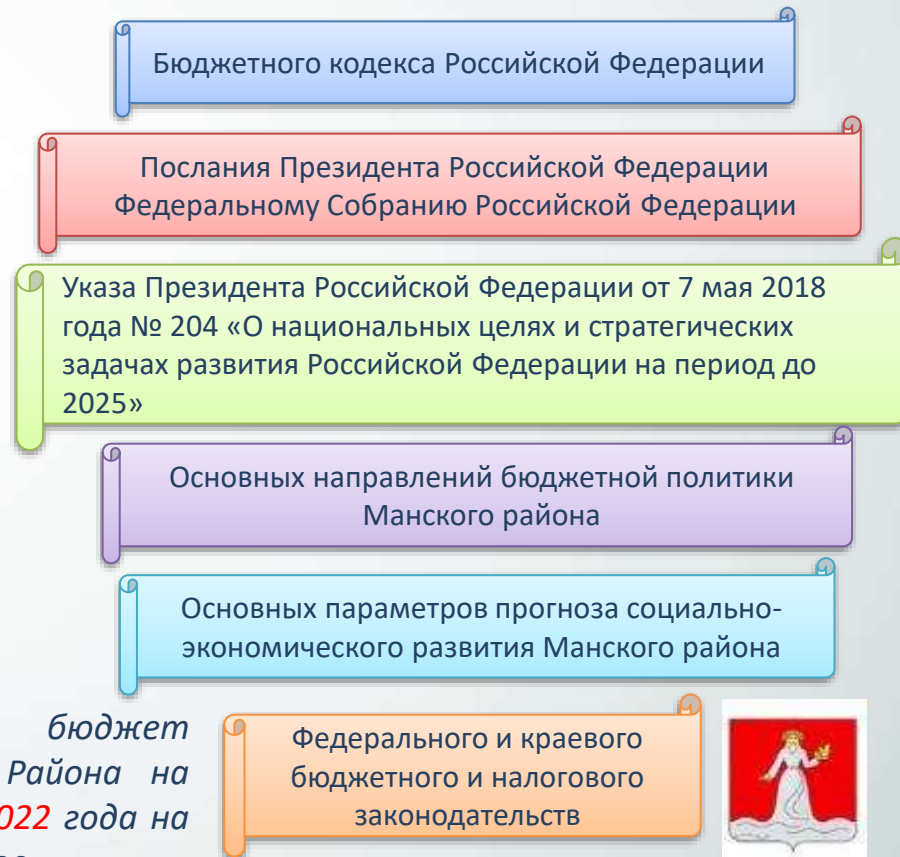 Бюджетного кодекса Российской Федерации
Послания Президента Российской Федерации
Федеральному Собранию Российской Федерации
Указа Президента Российской Федерации от 7 мая 2018
года № 204 «О национальных целях и стратегических
задачах развития Российской Федерации на период до
2025»
Основных направлений бюджетной политики
Манского района
Основных параметров прогноза социально-
экономического развития Манского района
бюджет
Района на
022 года на
Федерального и краевого
бюджетного и налогового
законодательств